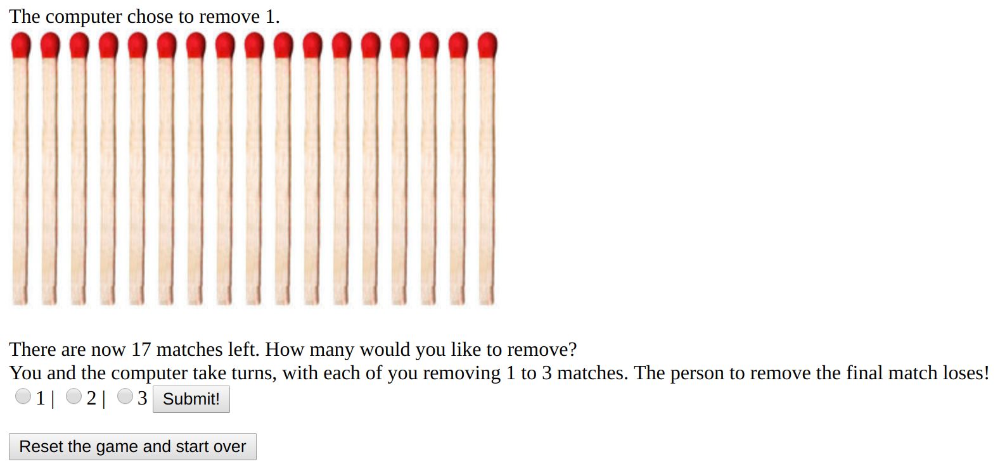 The computer chose to remove 1.
There are now 17 matches left. How many would you like to remove?
You and the computer take turns, with each of you removing 1 to 3 matches. The person to remove the final match loses!
1 | 2 | 3 Submit!
Reset the game and start over